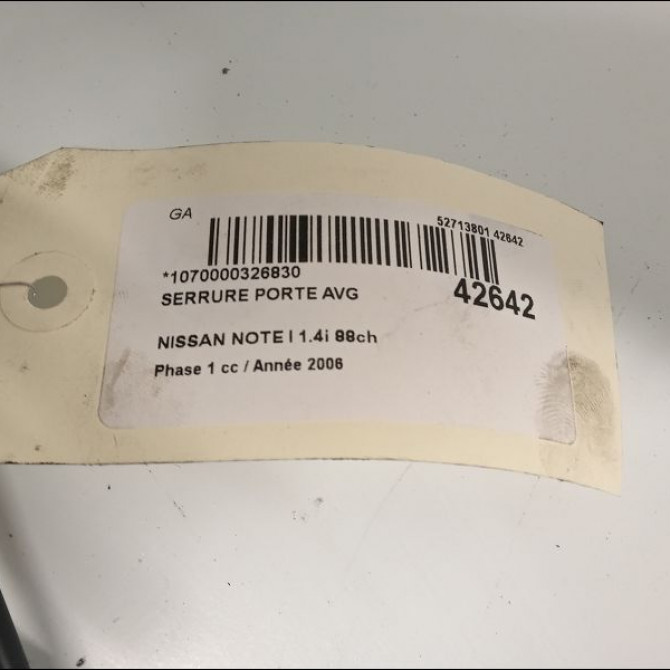 GA
52713801 42642
*1070000326830
SERRURE PORTE AVG
42642
NISSAN NOTE I 1.4i 88ch
Phase 1 cc / Année 2006